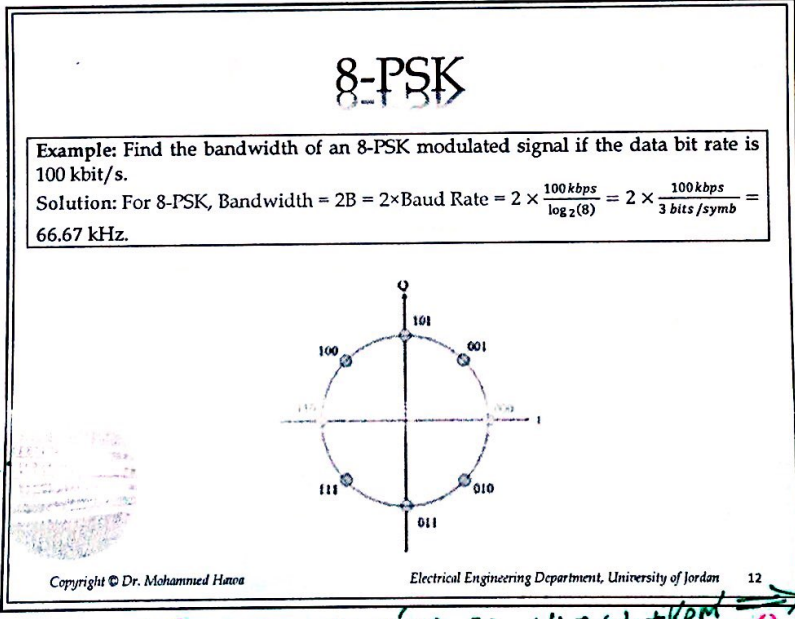 8-PSK
Example: Find the bandwidth of an 8-PSK modulated signal if the data bit rate is
100 kbit/s.
Solution: For 8-PSK, Bandwidth = 2B = 2×Baud Rate = 2 × 100 kbps / log2(8) = 2 × 100 kbps / 3 bits/symb =
66.67 kHz.
Q
101
100
001
I
111
010
011
Copyright © Dr. Mohammed Hawa
Electrical Engineering Department, University of Jordan
12